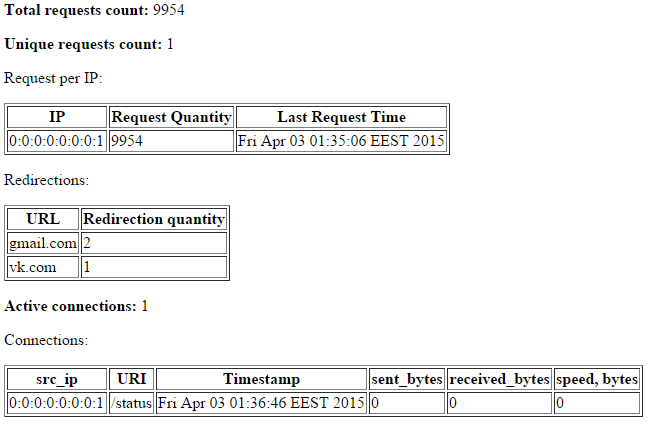 Total requests count: 9954
Unique requests count: 1
Request per IP:
IP Request Quantity Last Request Time
0:0:0:0:0:0:0:1 9954 Fri Apr 03 01:35:06 EEST 2015
Redirections:
URL Redirection quantity
gmail.com 2
vk.com 1
Active connections: 1
Connections:
src_ip URI Timestamp sent_bytes received_bytes speed, bytes
0:0:0:0:0:0:0:1 /status Fri Apr 03 01:36:46 EEST 2015 0 0 0